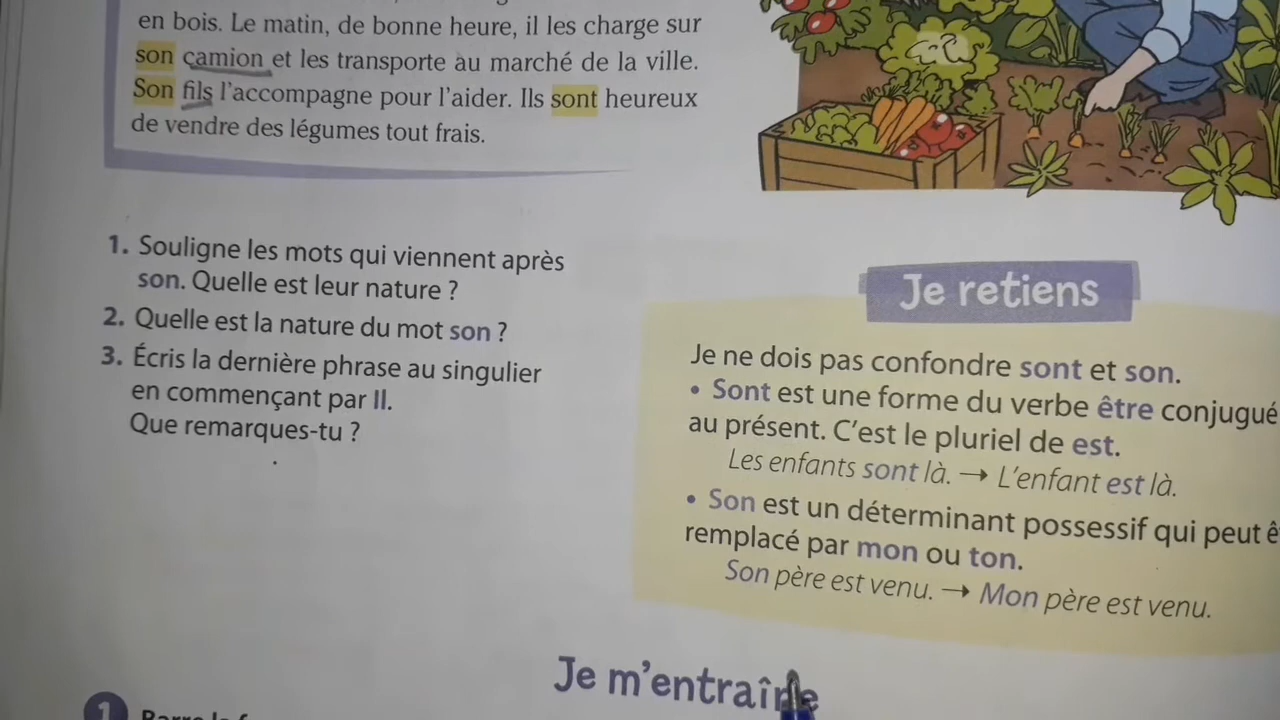 en bois. Le matin, de bonne heure, il les charge sur
son camion et les transporte au marché de la ville.
Son fils l'accompagne pour l'aider. Ils sont heureux
de vendre des légumes tout frais.
1. Souligne les mots qui viennent après
son. Quelle est leur nature ?
2. Quelle est la nature du mot son ?
3. Écris la dernière phrase au singulier
en commençant par Il.
Que remarques-tu ?
Je retiens
Je ne dois pas confondre sont et son.
• Sont est une forme du verbe être conjugué
au présent. C'est le pluriel de est.
Les enfants sont là. → L'enfant est là.
• Son est un déterminant possessif qui peut ê
remplacé par mon ou ton.
Son père est venu. → Mon père est venu.
Je m'entraîne
1